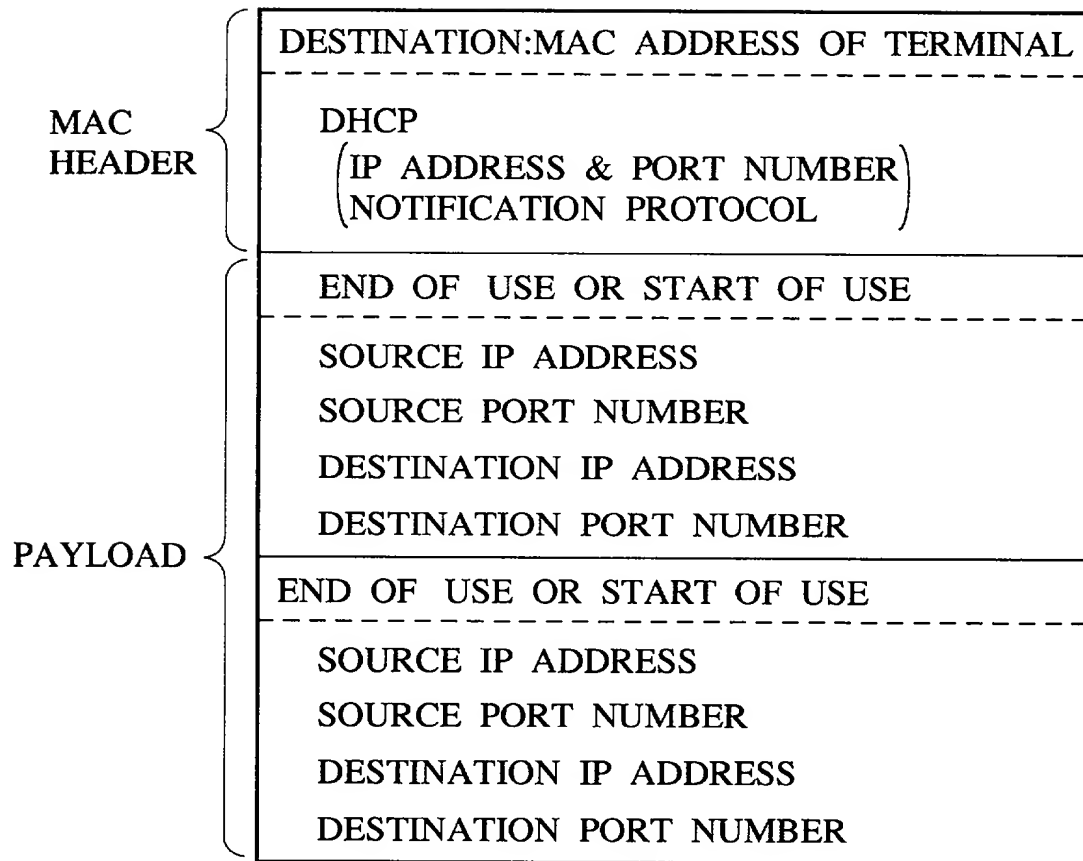 DESTINATION:MAC ADDRESS OF TERMINAL
MAC
HEADER
DHCP
(IP ADDRESS & PORT NUMBER
NOTIFICATION PROTOCOL)
END OF USE OR START OF USE
SOURCE IP ADDRESS
SOURCE PORT NUMBER
DESTINATION IP ADDRESS
DESTINATION PORT NUMBER
PAYLOAD
END OF USE OR START OF USE
SOURCE IP ADDRESS
SOURCE PORT NUMBER
DESTINATION IP ADDRESS
DESTINATION PORT NUMBER